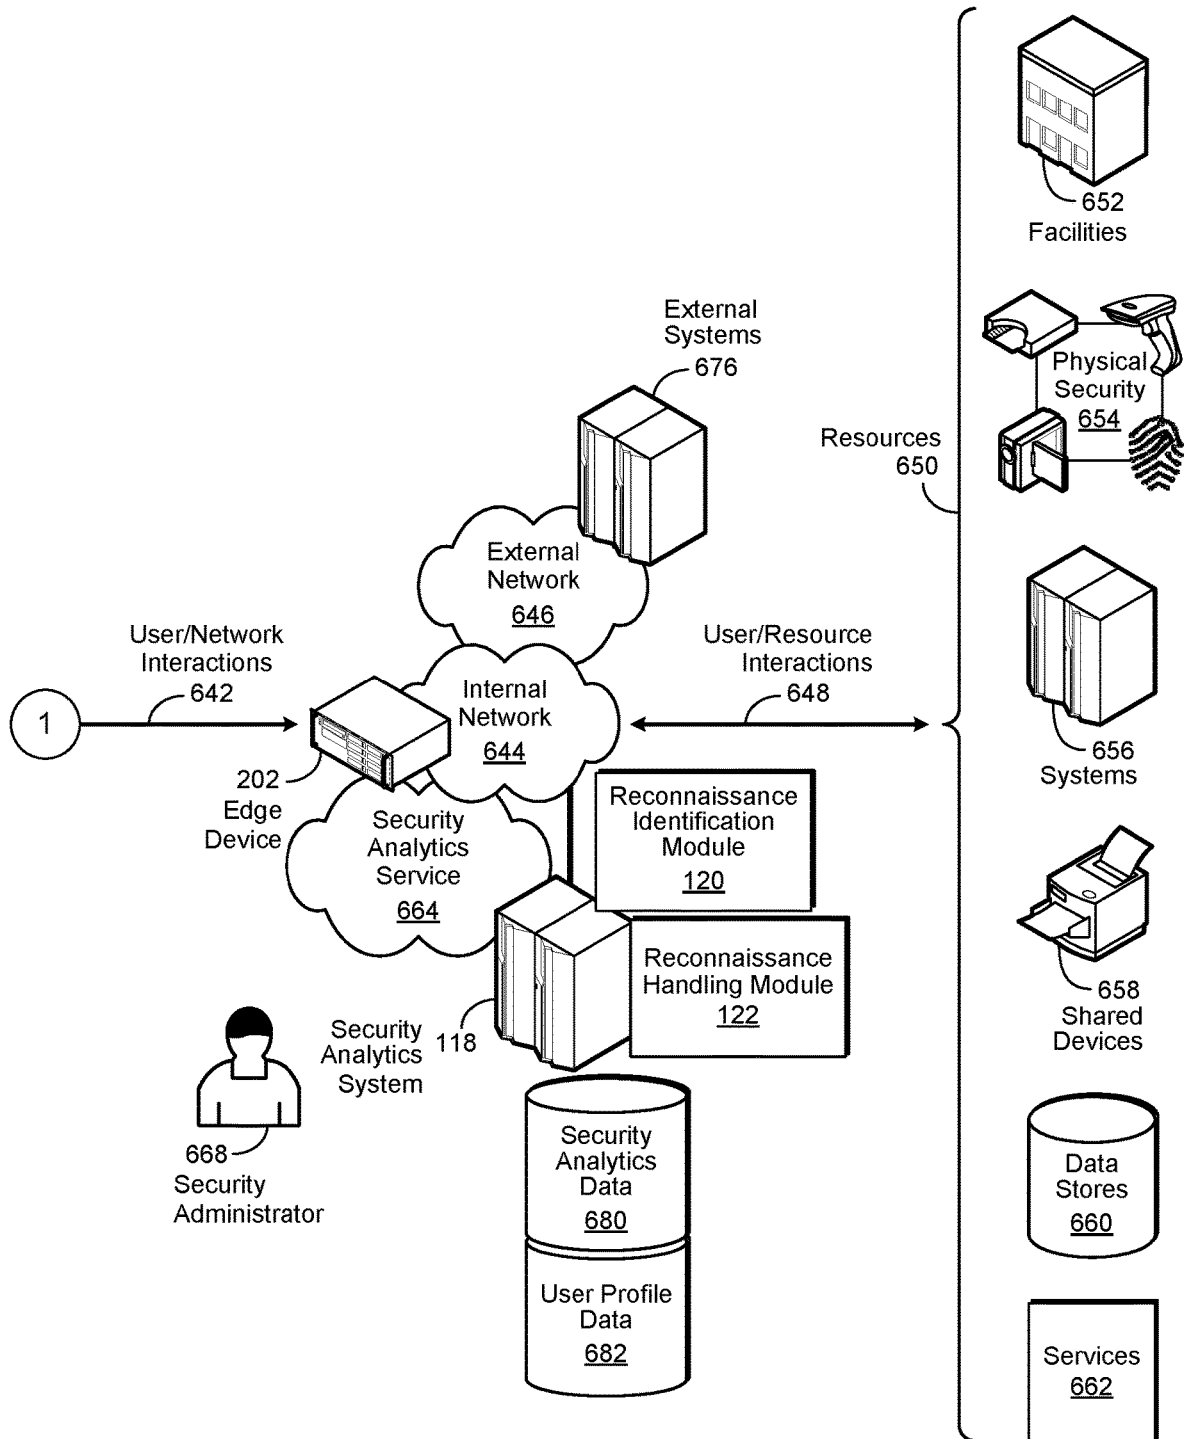 652
Facilities
External
Systems
676
Physical
Security
654
Resources
650
External
Network
646
User/Network
Interactions
642
User/Resource
Interactions
648
1
Internal
Network
644
656
Systems
202
Edge
Device
Security
Analytics
Service
664
Reconnaissance
Identification
Module
120
Reconnaissance
Handling Module
122
658
Shared
Devices
Security
Analytics
System
118
668
Security
Administrator
Security
Analytics
Data
680
Data
Stores
660
User Profile
Data
682
Services
662